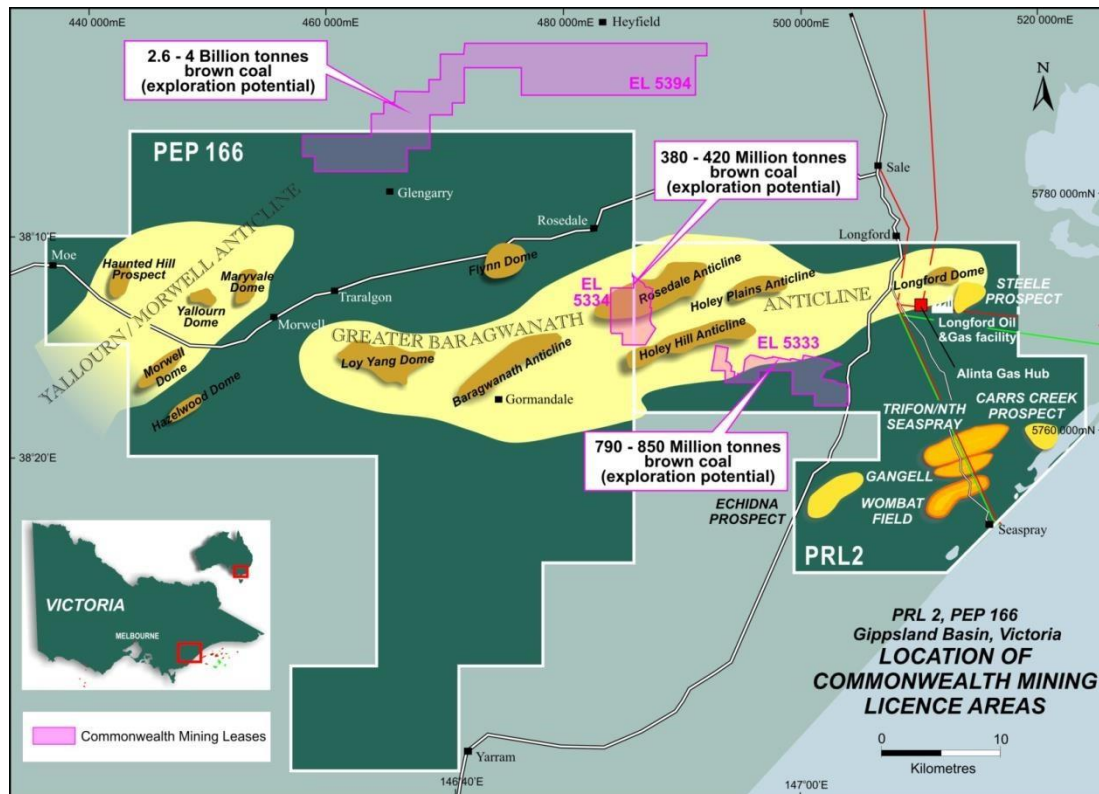 440 000mE
460 000mE
480 000mE
500 000mE
520 000mE
Heyfield
2.6 - 4 Billion tonnes
brown coal
(exploration potential)
EL 5394
N
PEP 166
380 - 420 Million tonnes
brown coal
(exploration potential)
Sale
5780 000mN
Glengarry
Rosedale
Longford
38°10'E
Moe
YALLOURN / MORWELL ANTICLINE
Haunted Hill
Prospect
Maryvale
Dome
Yallourn
Dome
Flynn Dome
Traralgon
Morwell
EL
5334
Rosedale Anticline
Holey Plains Anticline
Longford Dome
STEELE
PROSPECT
GREATER BARAGWANATH ANTICLINE
Longford Oil
&Gas facility
Holey Hill Anticline
EL 5333
Loy Yang Dome
Baragwanath Anticline
Morwell
Dome
Hazelwood Dome
Gormandale
Alinta Gas Hub
CARRS CREEK
PROSPECT
TRIFON/NTH
SEASPRAY
5760 000mN
38°20'E
790 - 850 Million tonnes
brown coal
(exploration potential)
GANGELL
ECHIDNA
PROSPECT
WOMBAT
FIELD
Seaspray
PRL2
VICTORIA
MELBOURNE
PRL 2, PEP 166
Gippsland Basin, Victoria
LOCATION OF
COMMONWEALTH MINING
LICENCE AREAS
Commonwealth Mining Leases
0 10
Kilometres
Yarram
146°40'E
147°00'E